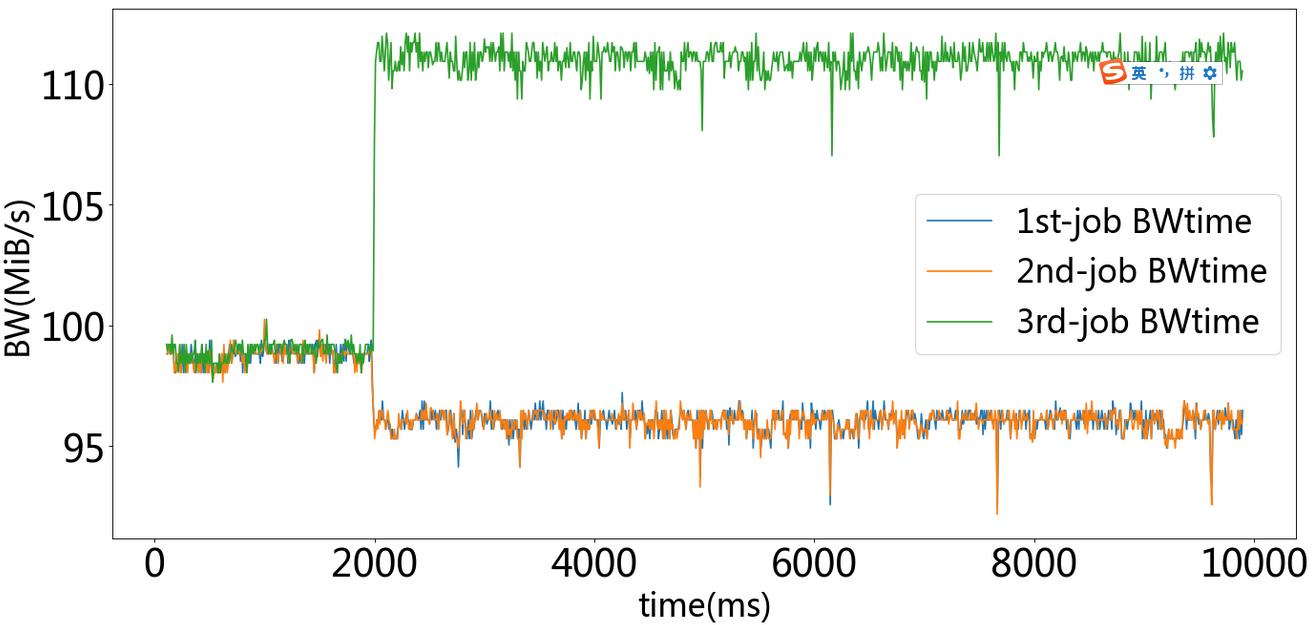 110
105
100
95
BW(MiB/s)
0 2000 4000 6000 8000 10000
time(ms)
1st-job BWtime
2nd-job BWtime
3rd-job BWtime
S 英 拼